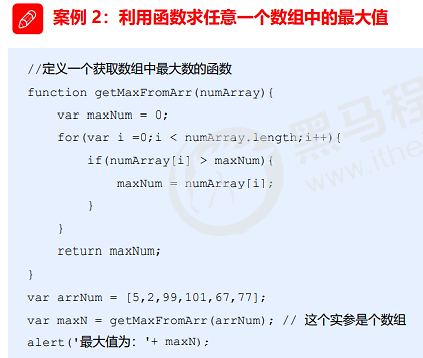 案例 2：利用函数求任意一个数组中的最大值
//定义一个获取数组中最大数的函数
function getMaxFromArr(numArray){
    var maxNum = 0;
    for(var i =0;i < numArray.length;i++){
        if(numArray[i] > maxNum){
            maxNum = numArray[i];
        }
    }
    return maxNum;
}
var arrNum = [5,2,99,101,67,77];
var maxN = getMaxFromArr(arrNum); // 这个实参是个数组
alert('最大值为：'+ maxN);